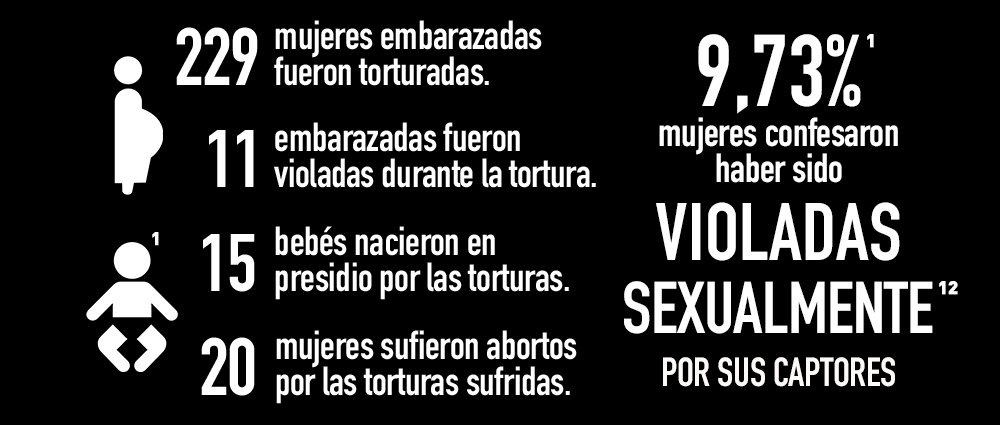 229 mujeres embarazadas
fueron torturadas.
11 embarazadas fueron
violadas durante la tortura.
1
15 bebés nacieron en
presidio por las torturas.
20 mujeres sufieron abortos
por las torturas sufridas.
9,73%¹
mujeres confesaron
haber sido
VIOLADAS
SEXUALMENTE¹²
POR SUS CAPTORES